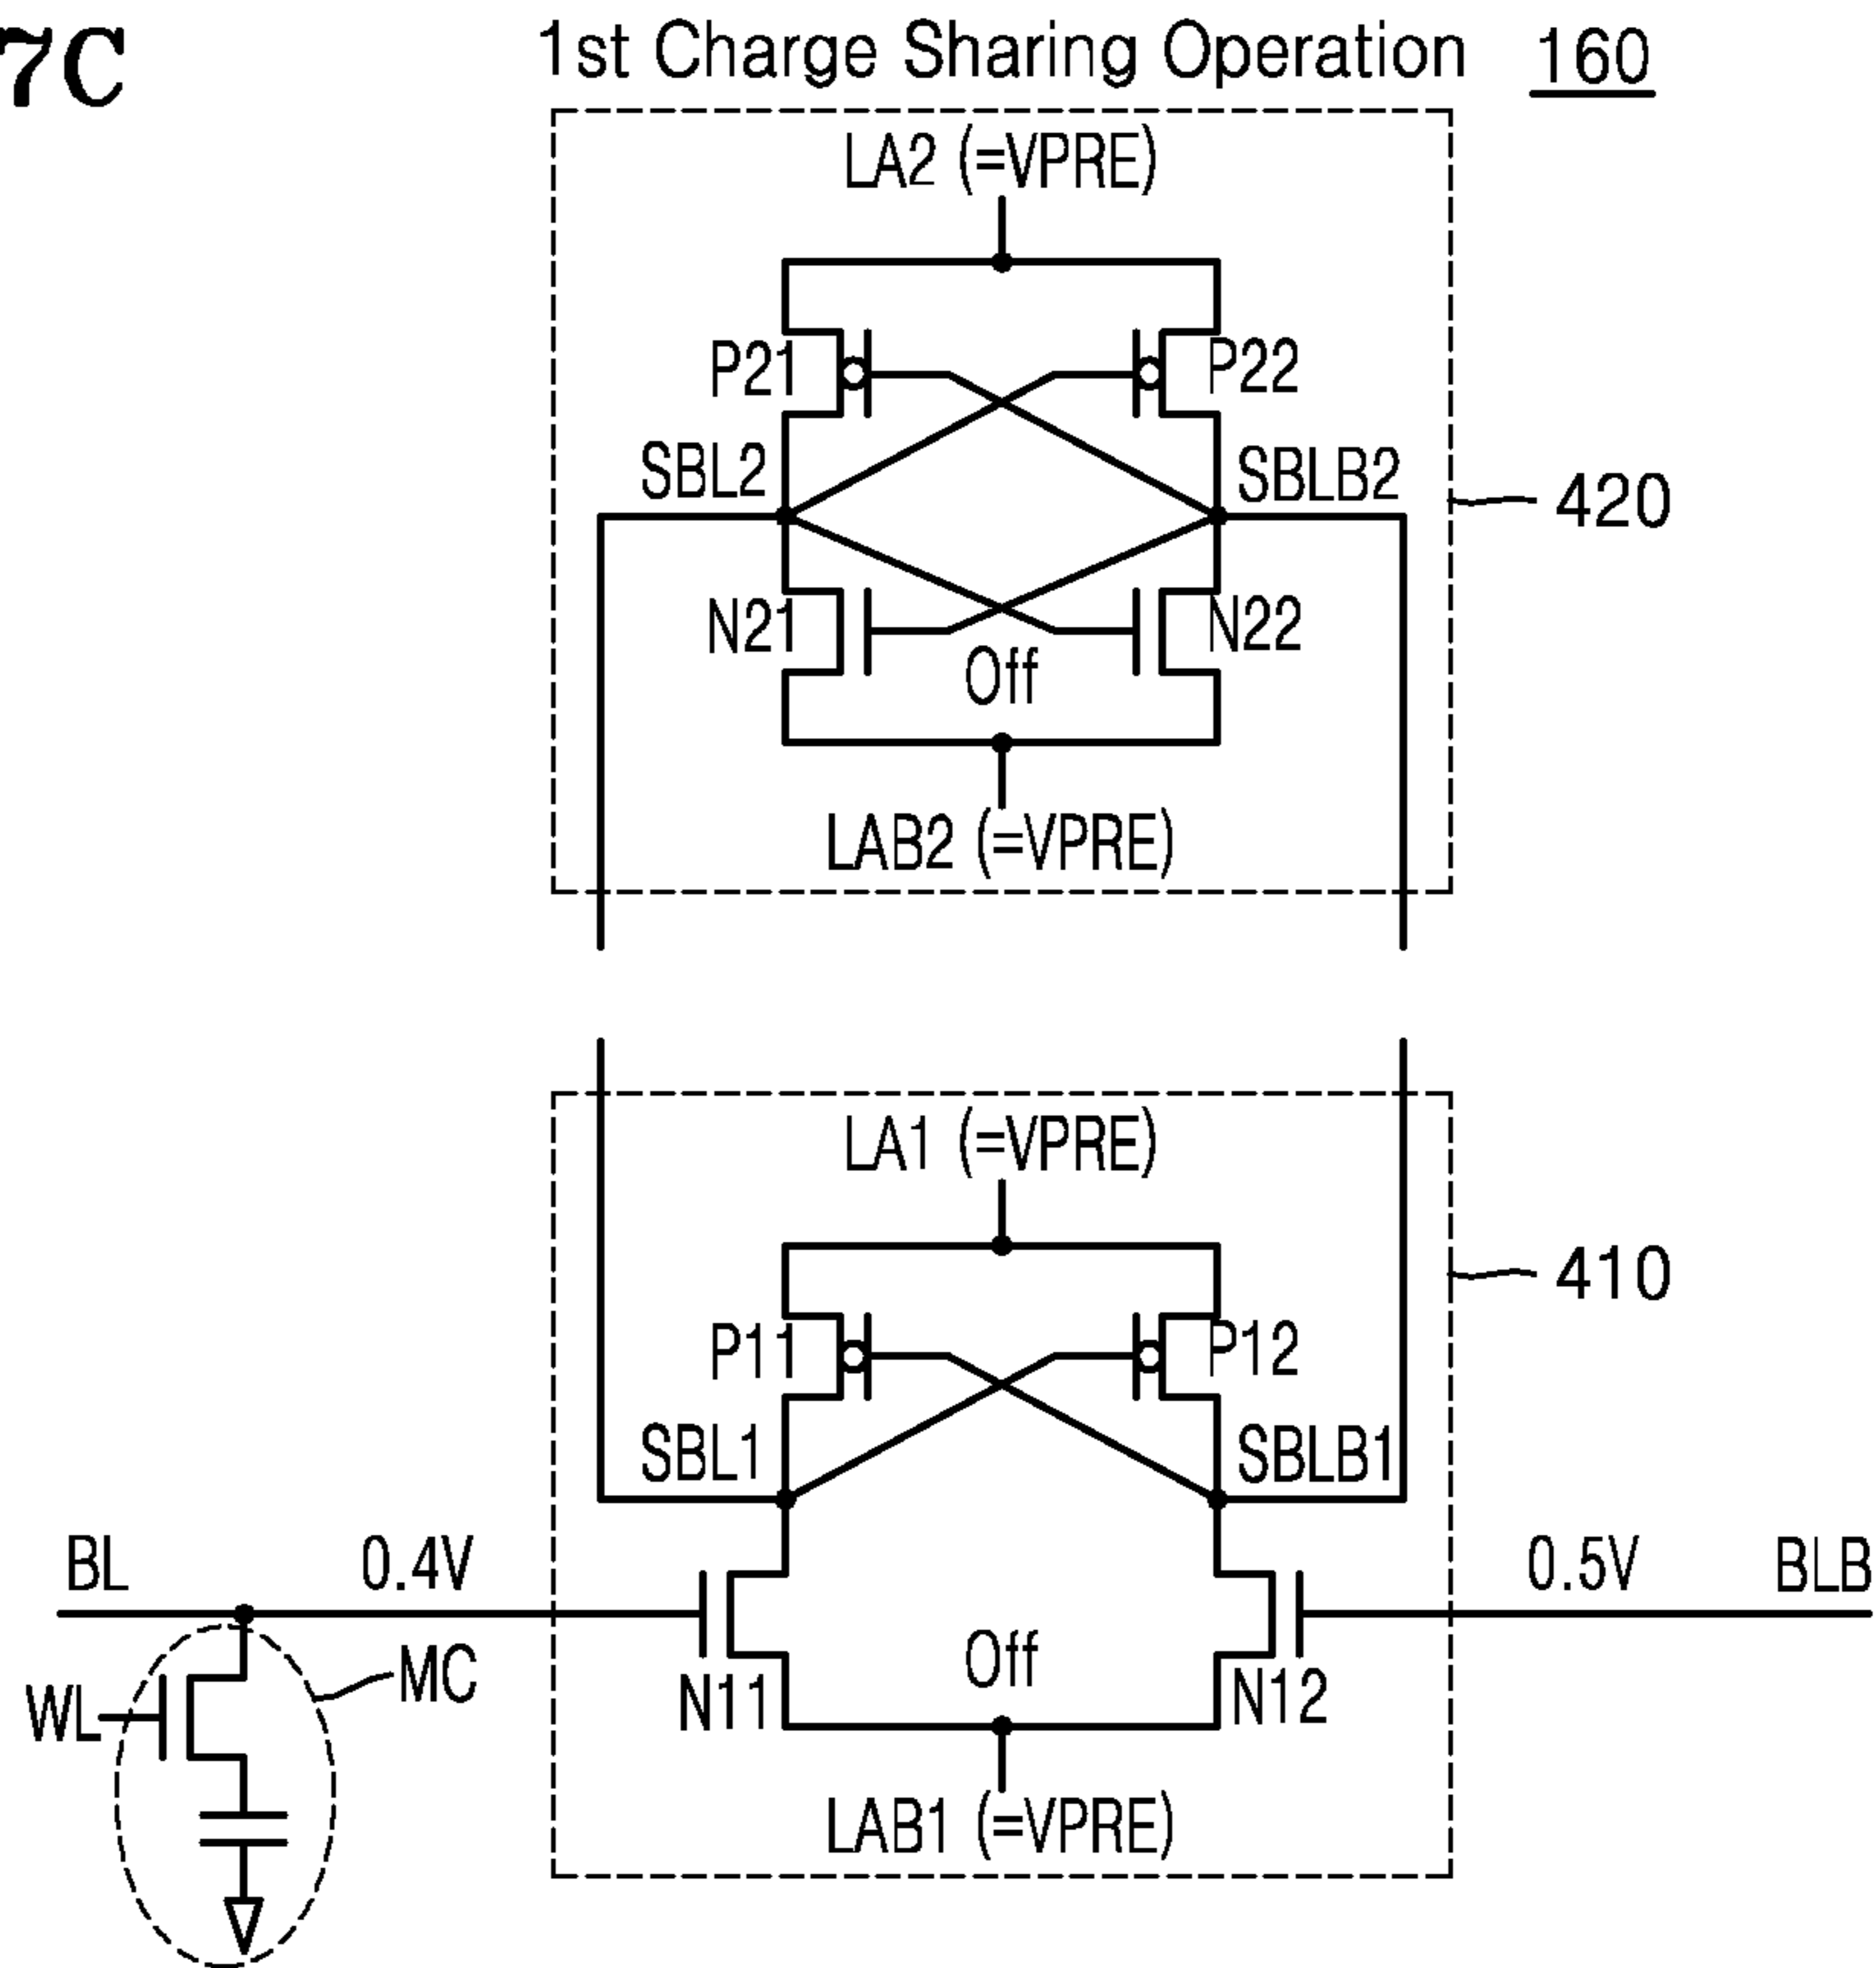 7C
1st Charge Sharing Operation 160
LA2 (=VPRE)
P21 P22
SBL2 SBLB2
420
N21 N22
Off
LAB2 (=VPRE)
LA1 (=VPRE)
410
P11 P12
SBL1 SBLB1
BL 0.4V 0.5V BLB
Off
MC
WL N11 N12
LAB1 (=VPRE)